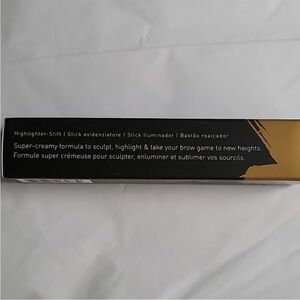 Highlighter-Stift | Stick evidenziatore | Stick Iluminador | Bastão realçador
Super-creamy formula to sculpt, highlight & take your brow game to new heights.
Formule super crémeuse pour sculpter, enluminer et sublimer vos sourcils.